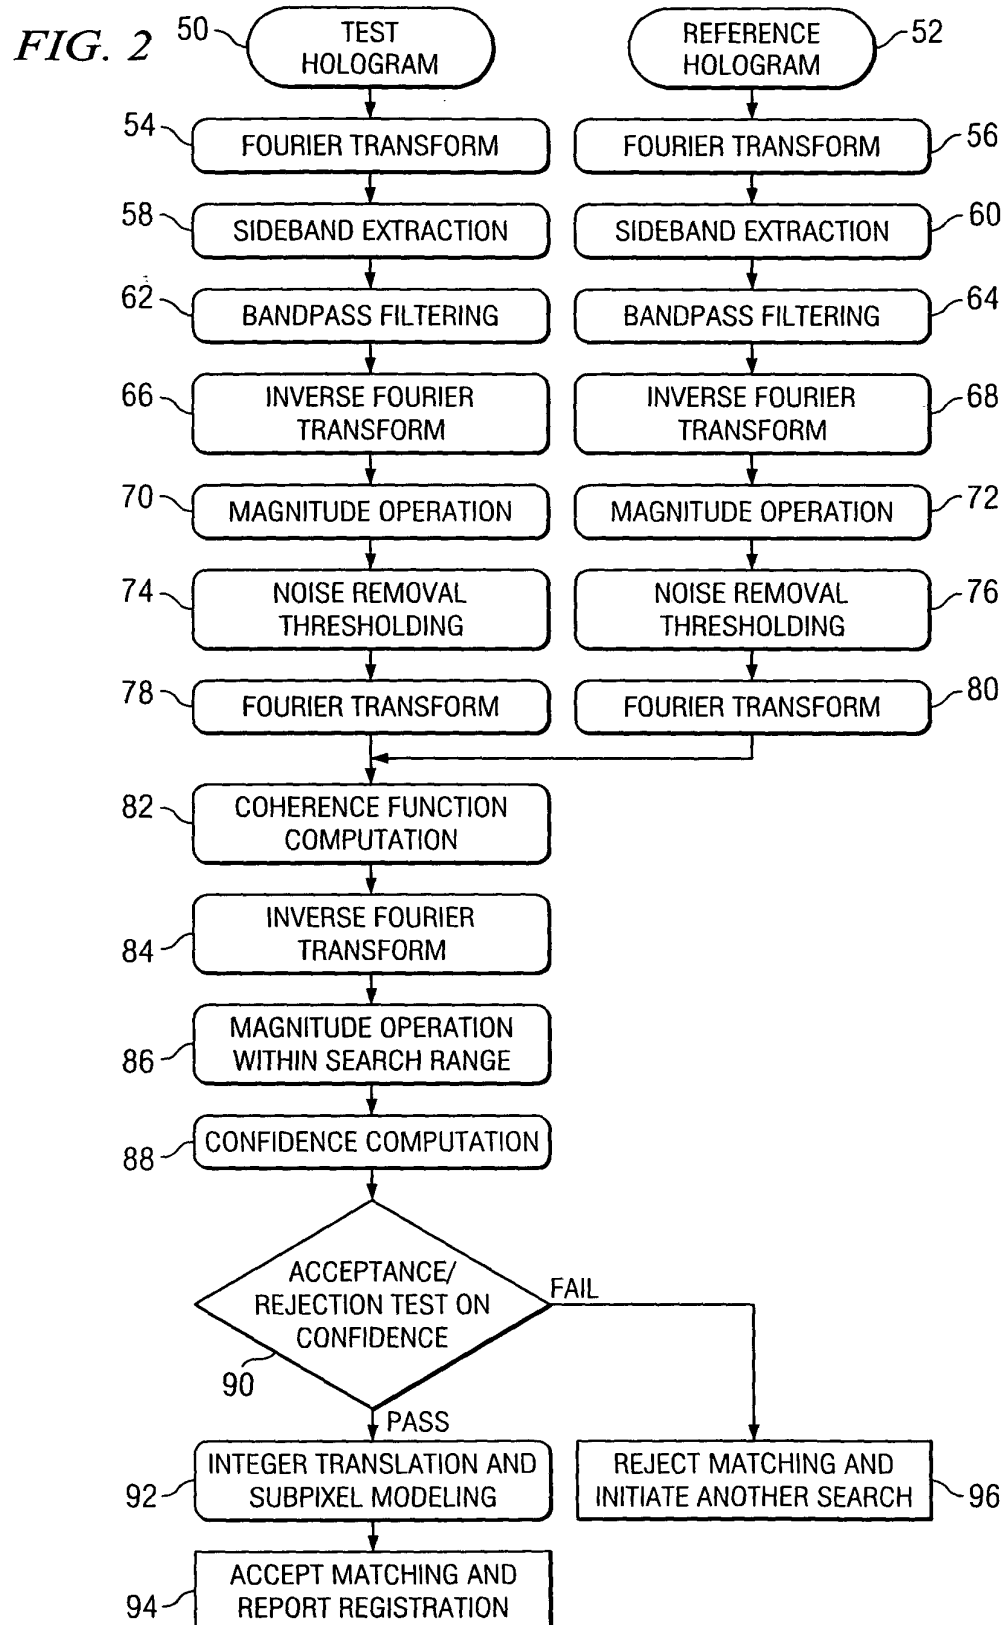 FIG. 2
50
TEST
HOLOGRAM
REFERENCE
HOLOGRAM
52
54
FOURIER TRANSFORM
FOURIER TRANSFORM
56
58
SIDEBAND EXTRACTION
SIDEBAND EXTRACTION
60
62
BANDPASS FILTERING
BANDPASS FILTERING
64
66
INVERSE FOURIER
TRANSFORM
INVERSE FOURIER
TRANSFORM
68
70
MAGNITUDE OPERATION
MAGNITUDE OPERATION
72
74
NOISE REMOVAL
THRESHOLDING
NOISE REMOVAL
THRESHOLDING
76
78
FOURIER TRANSFORM
FOURIER TRANSFORM
80
82
COHERENCE FUNCTION
COMPUTATION
84
INVERSE FOURIER
TRANSFORM
86
MAGNITUDE OPERATION
WITHIN SEARCH RANGE
88
CONFIDENCE COMPUTATION
ACCEPTANCE/
REJECTION TEST ON
CONFIDENCE
90
FAIL
PASS
92
INTEGER TRANSLATION AND
SUBPIXEL MODELING
REJECT MATCHING AND
INITIATE ANOTHER SEARCH
96
94
ACCEPT MATCHING AND
REPORT REGISTRATION